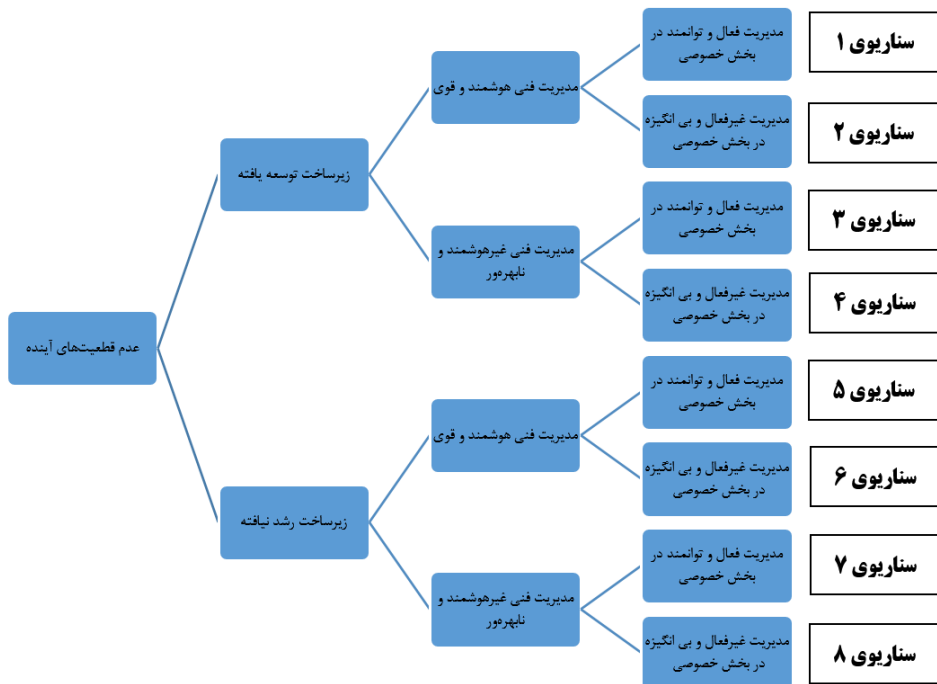 عدم قطعیت‌های آینده
زیرساخت توسعه یافته
زیرساخت رشد نیافته
مدیریت فنی هوشمند و قوی
مدیریت فنی غیرهوشمند و
نابهره‌ور
مدیریت فنی هوشمند و قوی
مدیریت فنی غیرهوشمند و
نابهره‌ور
مدیریت فعال و توانمند در
بخش خصوصی
سناریوی ۱
مدیریت غیرفعال و بی انگیزه
در بخش خصوصی
سناریوی ۲
مدیریت فعال و توانمند در
بخش خصوصی
سناریوی ۳
مدیریت غیرفعال و بی انگیزه
در بخش خصوصی
سناریوی ۴
مدیریت فعال و توانمند در
بخش خصوصی
سناریوی ۵
مدیریت غیرفعال و بی انگیزه
در بخش خصوصی
سناریوی ۶
مدیریت فعال و توانمند در
بخش خصوصی
سناریوی ۷
مدیریت غیرفعال و بی انگیزه
در بخش خصوصی
سناریوی ۸